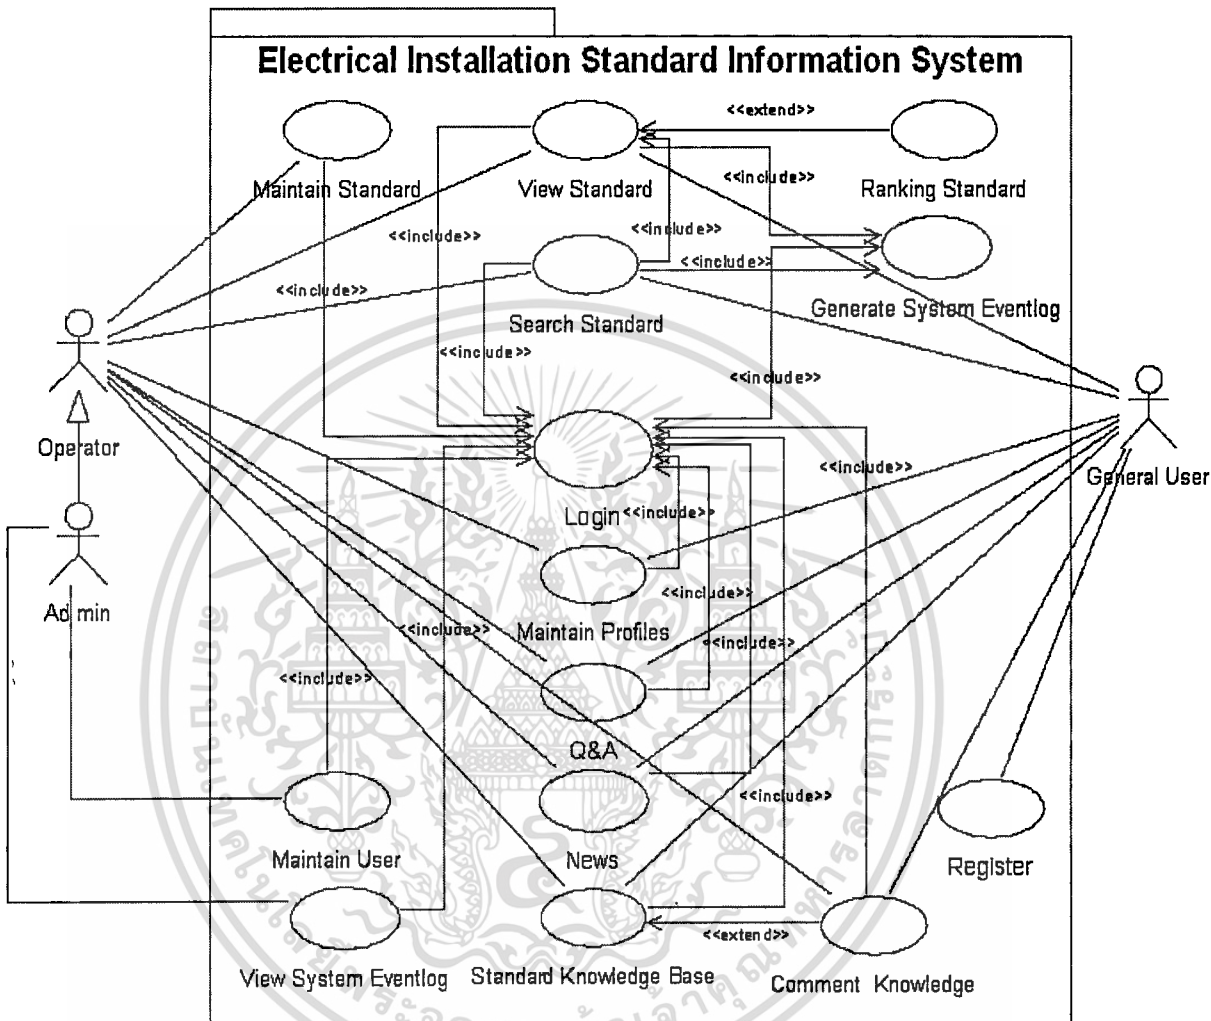 Electrical Installation Standard Information System
<<extend>>
Maintain Standard
View Standard
<<include>>
Ranking Standard
<<include>>
<<include>>
<<include>>
<<include>>
Search Standard
Generate System Eventlog
<<include>>
<<include>>
Operator
<<include>>
General User
Login
<<include>>
Admin
<<include>>
Maintain Profiles
<<include>>
<<include>>
<<include>>
Q&A
<<include>>
Maintain User
News
Register
<<extend>>
View System Eventlog
Standard Knowledge Base
Comment Knowledge